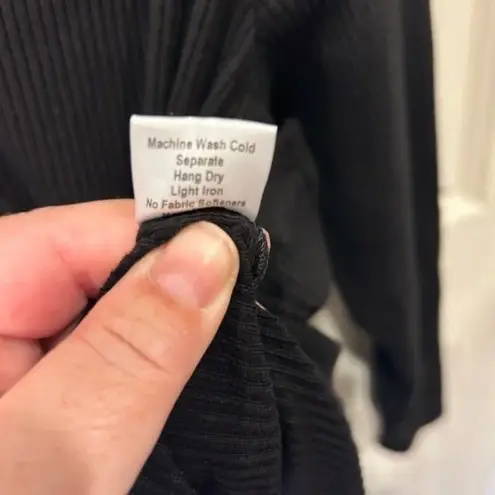 Machine Wash Cold
Separate
Hang Dry
Light Iron
No Fabric Softeners